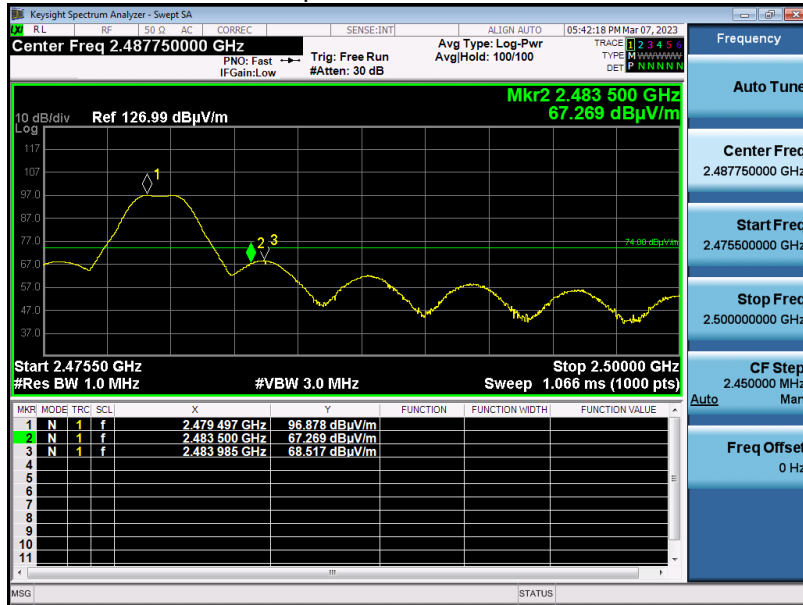 Keysight Spectrum Analyzer - Swept SA
LXI RL RF 50 Ω AC CORREC SENSE:INT ALIGN AUTO 05:42:18 PM Mar 07, 2023
Center Freq 2.487750000 GHz
PNO: Fast
IFGain:Low
Trig: Free Run
#Atten: 30 dB
Avg Type: Log-Pwr
Avg|Hold: 100/100
TRACE 1 2 3 4 5 6
TYPE M WWWWW
DET P N N N N N
Mkr2 2.483 500 GHz
67.269 dBµV/m
10 dB/div Ref 126.99 dBµV/m
Log
117
107
97.0
87.0
77.0
67.0
57.0
47.0
37.0
1
2
3
74.00 dBµV/m
Start 2.47550 GHz Stop 2.50000 GHz
#Res BW 1.0 MHz #VBW 3.0 MHz Sweep 1.066 ms (1000 pts)
MKR MODE TRC SCL X Y FUNCTION FUNCTION WIDTH FUNCTION VALUE
1 N 1 f 2.479 497 GHz 96.878 dBµV/m
2 N 1 f 2.483 500 GHz 67.269 dBµV/m
3 N 1 f 2.483 985 GHz 68.517 dBµV/m
4
5
6
7
8
9
10
11
MSG STATUS
Frequency
Auto Tune
Center Freq
2.487750000 GHz
Start Freq
2.475500000 GHz
Stop Freq
2.500000000 GHz
CF Step
2.450000 MHz
Auto Man
Freq Offset
0 Hz